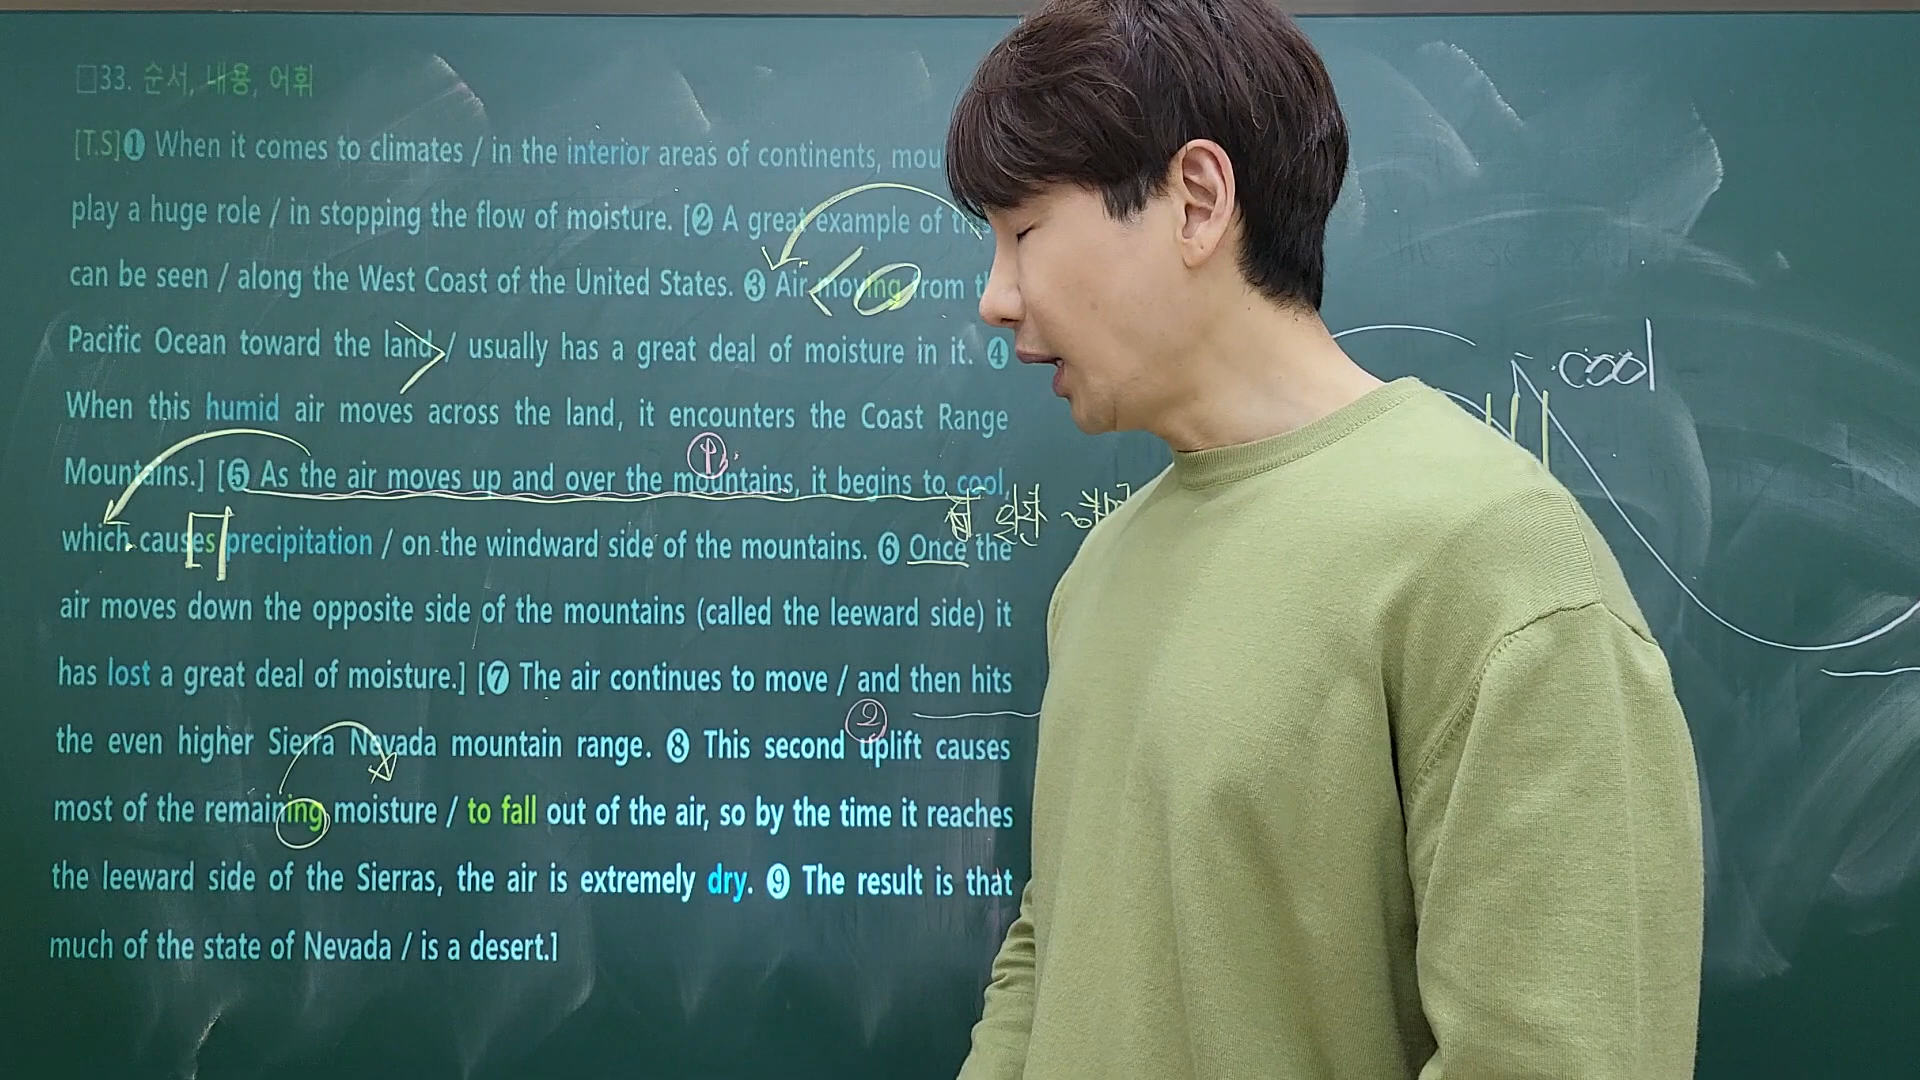 □33. 순서, 내용, 어휘
[T.S]❶ When it comes to climates / in the interior areas of continents, mou
play a huge role / in stopping the flow of moisture. [❷ A great example of
can be seen / along the West Coast of the United States. ❸ Air moving from
Pacific Ocean toward the land / usually has a great deal of moisture in it. ❹
When this humid air moves across the land, it encounters the Coast Range
Mountains.] [❺ As the air moves up and over the mountains, it begins to cool,
which causes precipitation / on the windward side of the mountains. ❻ Once the
air moves down the opposite side of the mountains (called the leeward side) it
has lost a great deal of moisture.] [❼ The air continues to move / and then hits
the even higher Sierra Nevada mountain range. ❽ This second uplift causes
most of the remaining moisture / to fall out of the air, so by the time it reaches
the leeward side of the Sierras, the air is extremely dry. ❾ The result is that
much of the state of Nevada / is a desert.]
①
②
cool